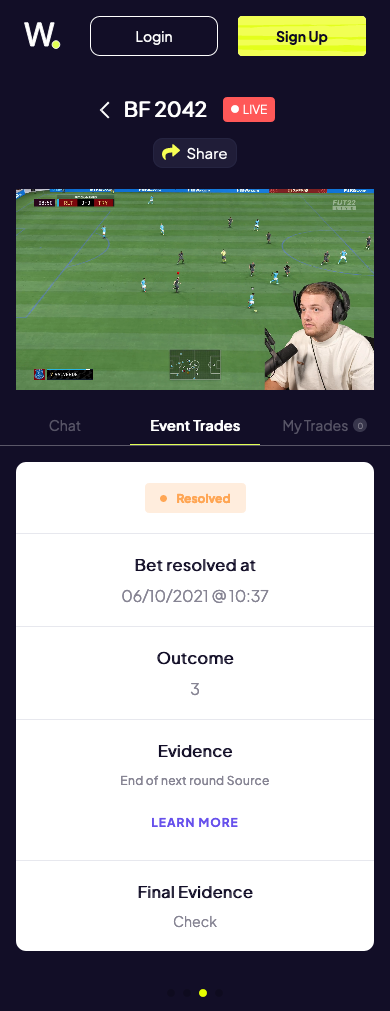 W.
Login
Sign Up
BF 2042
LIVE
Share
FUT22
Chat
Event Trades
My Trades 0
Resolved
Bet resolved at
06/10/2021 @ 10:37
Outcome
3
Evidence
End of next round Source
LEARN MORE
Final Evidence
Check